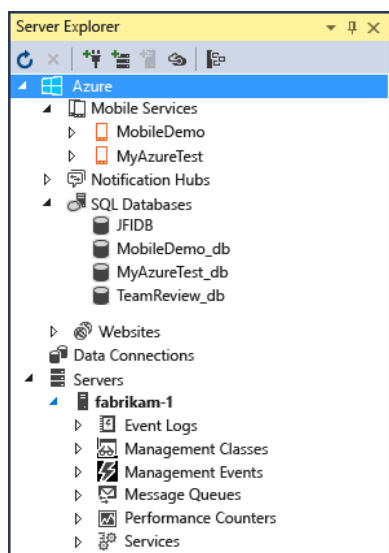 Server Explorer
Azure
Mobile Services
MobileDemo
MyAzureTest
Notification Hubs
SQL Databases
JFIDB
MobileDemo_db
MyAzureTest_db
TeamReview_db
Websites
Data Connections
Servers
fabrikam-1
Event Logs
Management Classes
Management Events
Message Queues
Performance Counters
Services